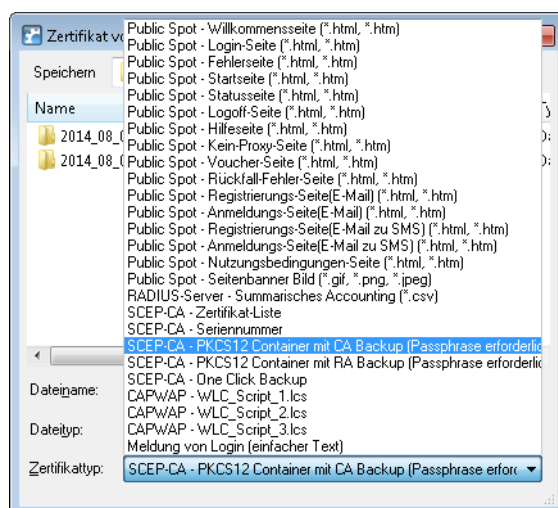 Zertifikat vo
Speichern
Name
2014_08_0
2014_08_0
Public Spot - Willkommensseite (*.html, *.htm)
Public Spot - Login-Seite (*.html, *.htm)
Public Spot - Fehlerseite (*.html, *.htm)
Public Spot - Startseite (*.html, *.htm)
Public Spot - Statusseite (*.html, *.htm)
Public Spot - Logoff-Seite (*.html, *.htm)
Public Spot - Hilfeseite (*.html, *.htm)
Public Spot - Kein-Proxy-Seite (*.html, *.htm)
Public Spot - Voucher-Seite (*.html, *.htm)
Public Spot - Rückfall-Fehler-Seite (*.html, *.htm)
Public Spot - Registrierungs-Seite(E-Mail) (*.html, *.htm)
Public Spot - Anmeldungs-Seite(E-Mail) (*.html, *.htm)
Public Spot - Registrierungs-Seite(E-Mail zu SMS) (*.html, *.htm)
Public Spot - Anmeldungs-Seite(E-Mail zu SMS) (*.html, *.htm)
Public Spot - Nutzungsbedingungen-Seite (*.html, *.htm)
Public Spot - Seitenbanner Bild (*.gif, *.png, *.jpeg)
RADIUS-Server - Summarisches Accounting (*.csv)
SCEP-CA - Zertifikat-Liste
SCEP-CA - Seriennummer
SCEP-CA - PKCS12 Container mit CA Backup (Passphrase erforderlic
SCEP-CA - PKCS12 Container mit RA Backup (Passphrase erforderlic
SCEP-CA - One Click Backup
CAPWAP - WLC_Script_1.lcs
CAPWAP - WLC_Script_2.lcs
CAPWAP - WLC_Script_3.lcs
Meldung von Login (einfacher Text)
Dateiname:
Dateityp:
Zertifikattyp: SCEP-CA - PKCS12 Container mit CA Backup (Passphrase erforc